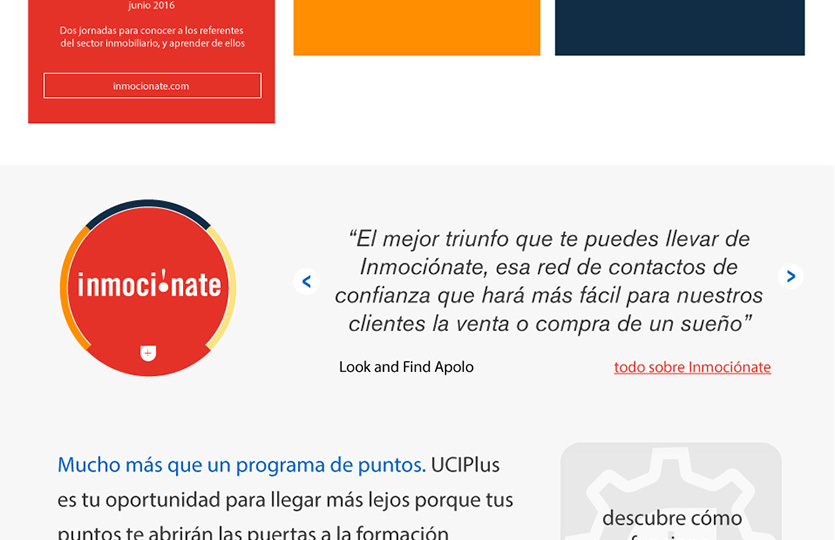 junio 2016
Dos jornadas para conocer a los referentes
del sector inmobiliario, y aprender de ellos
inmocionate.com
inmoci!nate
“El mejor triunfo que te puedes llevar de
Inmociónate, esa red de contactos de
confianza que hará más fácil para nuestros
clientes la venta o compra de un sueño”
Look and Find Apolo
todo sobre Inmociónate
Mucho más que un programa de puntos. UCIPlus
es tu oportunidad para llegar más lejos porque tus
puntos te abrirán las puertas a la formación
descubre cómo